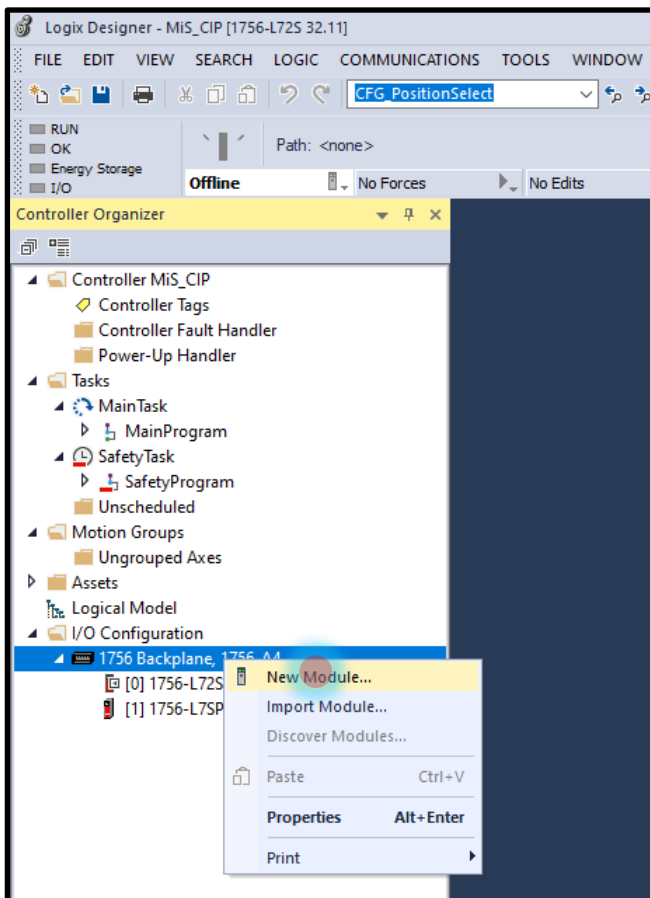 Logix Designer - MiS_CIP [1756-L72S 32.11]
FILE EDIT VIEW SEARCH LOGIC COMMUNICATIONS TOOLS WINDOW
CFG_PositionSelect
RUN
OK
Energy Storage
I/O
Path: <none>
Offline
No Forces
No Edits
Controller Organizer
Controller MiS_CIP
Controller Tags
Controller Fault Handler
Power-Up Handler
Tasks
MainTask
MainProgram
SafetyTask
SafetyProgram
Unscheduled
Motion Groups
Ungrouped Axes
Assets
Logical Model
I/O Configuration
1756 Backplane, 1756-A4
[0] 1756-L72S
[1] 1756-L7SP
New Module...
Import Module...
Discover Modules...
Paste Ctrl+V
Properties Alt+Enter
Print